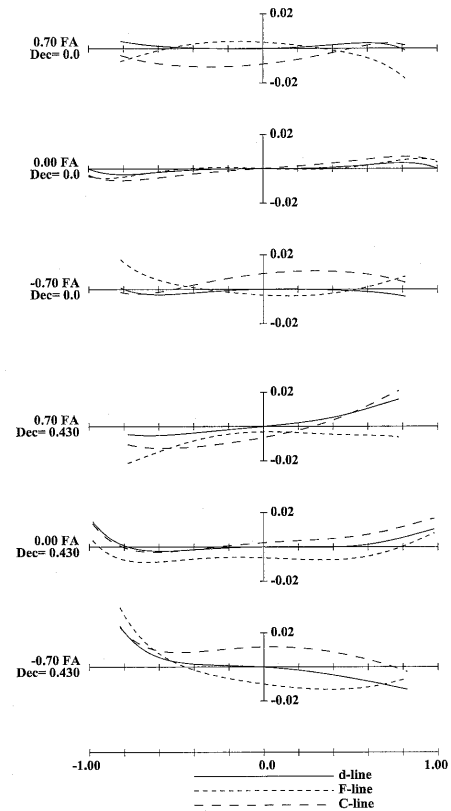 0.02
0.70 FA
Dec= 0.0
-0.02
0.02
0.00 FA
Dec= 0.0
-0.02
0.02
-0.70 FA
Dec= 0.0
-0.02
0.02
0.70 FA
Dec= 0.430
-0.02
0.02
0.00 FA
Dec= 0.430
-0.02
0.02
-0.70 FA
Dec= 0.430
-0.02
-1.00 0.0 1.00
d-line
F-line
C-line